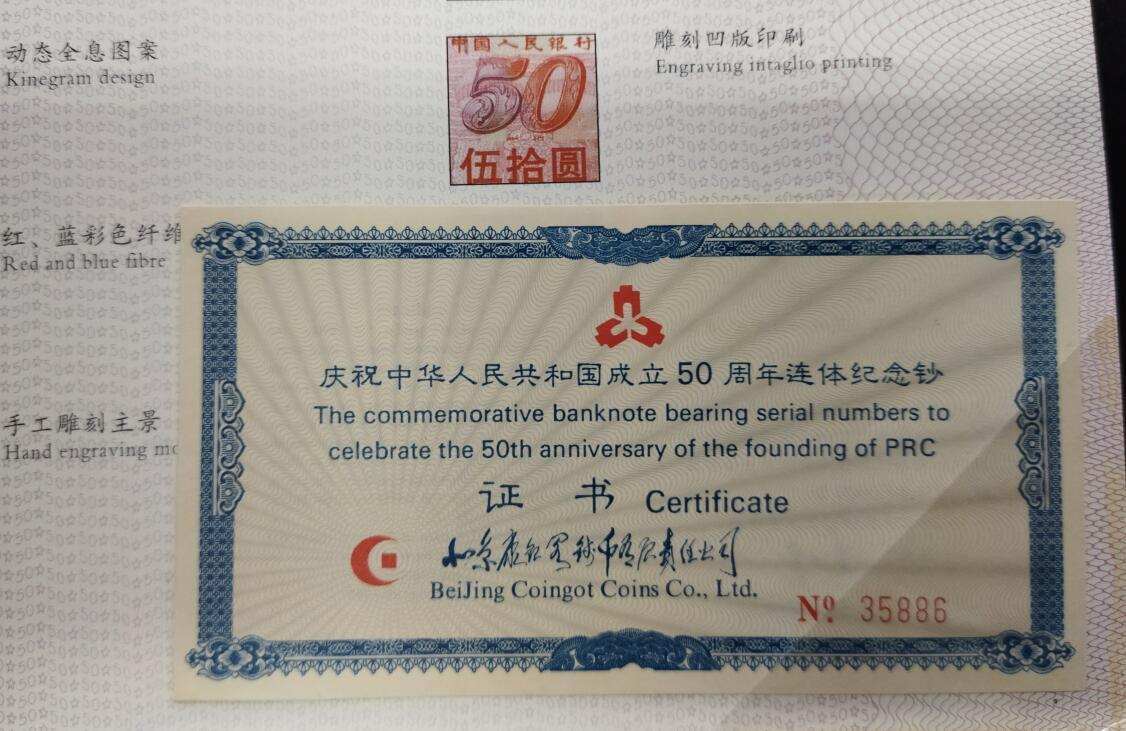 动态全息图案
Kinegram design
中国人民银行
50
伍拾圆
雕刻凹版印刷
Engraving intaglio printing
红、蓝彩色纤维
Red and blue fibre
手工雕刻主景
Hand engraving
庆祝中华人民共和国成立50周年连体纪念钞
The commemorative banknote bearing serial numbers to
celebrate the 50th anniversary of the founding of PRC
证 书 Certificate
BeiJing Coingot Coins Co., Ltd.
Nº 35886